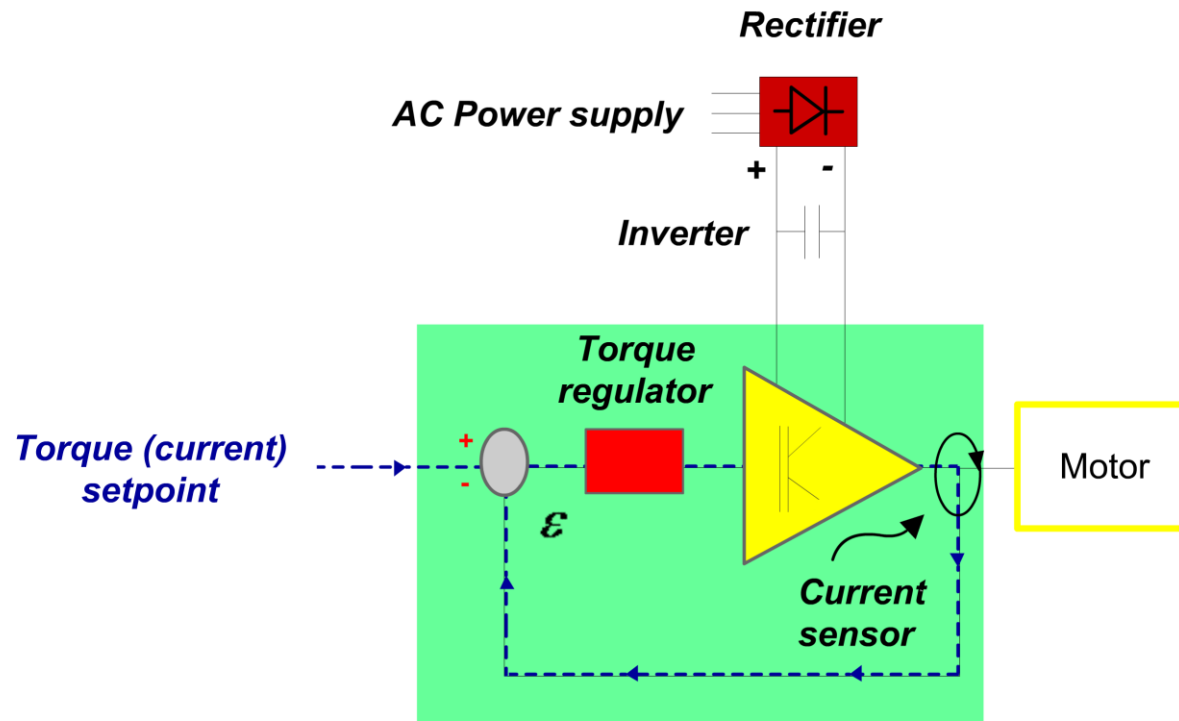 Rectifier
AC Power supply
+ -
Inverter
Torque
regulator
Torque (current)
setpoint
+
-
ε
Motor
Current
sensor